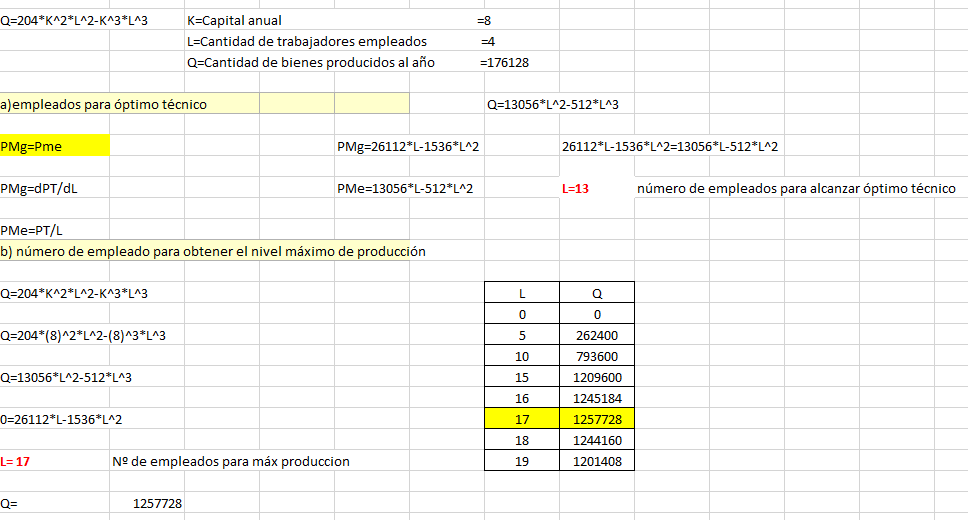 Q=204*K^2*L^2-K^3*L^3 K=Capital anual =8
L=Cantidad de trabajadores empleados =4
Q=Cantidad de bienes producidos al año =176128
a)empleados para óptimo técnico Q=13056*L^2-512*L^3
PMg=Pme PMg=26112*L-1536*L^2 26112*L-1536*L^2=13056*L-512*L^2
PMg=dPT/dL PMe=13056*L-512*L^2 L=13 número de empleados para alcanzar óptimo técnico
PMe=PT/L
b) número de empleado para obtener el nivel máximo de producción
Q=204*K^2*L^2-K^3*L^3 L Q
0 0
Q=204*(8)^2*L^2-(8)^3*L^3 5 262400
10 793600
Q=13056*L^2-512*L^3 15 1209600
16 1245184
0=26112*L-1536*L^2 17 1257728
18 1244160
L= 17 Nº de empleados para máx produccion 19 1201408
Q= 1257728